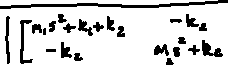 | [ m₁s²+k₁+k₂ -k₂
-k₂ m₂s²+k₂